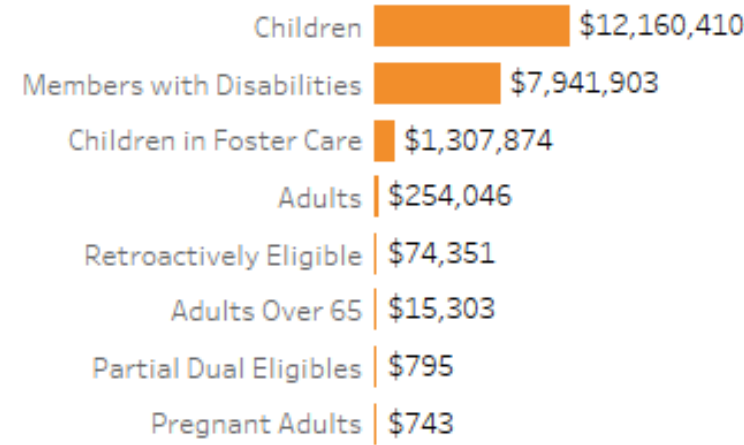 Children $12,160,410
Members with Disabilities $7,941,903
Children in Foster Care $1,307,874
Adults $254,046
Retroactively Eligible $74,351
Adults Over 65 $15,303
Partial Dual Eligibles $795
Pregnant Adults $743